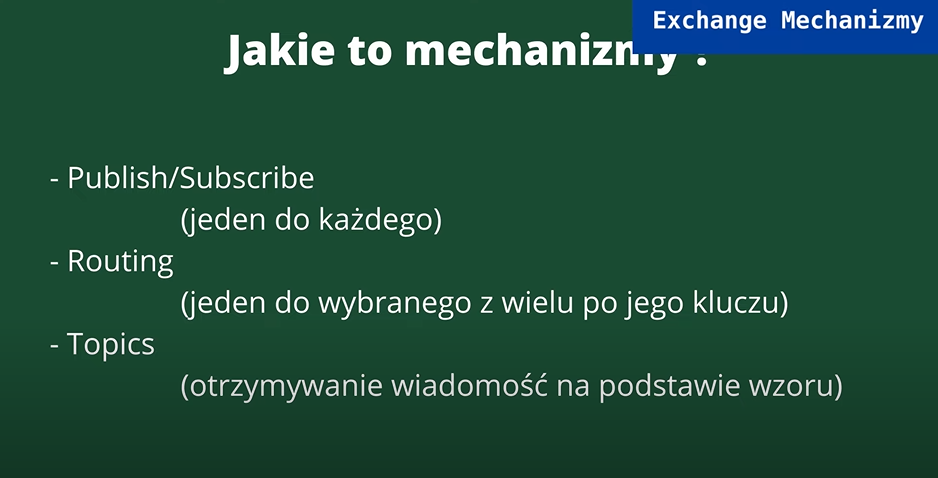 Exchange Mechanizmy
Jakie to mechanizmy ?
- Publish/Subscribe
(jeden do każdego)
- Routing
(jeden do wybranego z wielu po jego kluczu)
- Topics
(otrzymywanie wiadomość na podstawie wzoru)